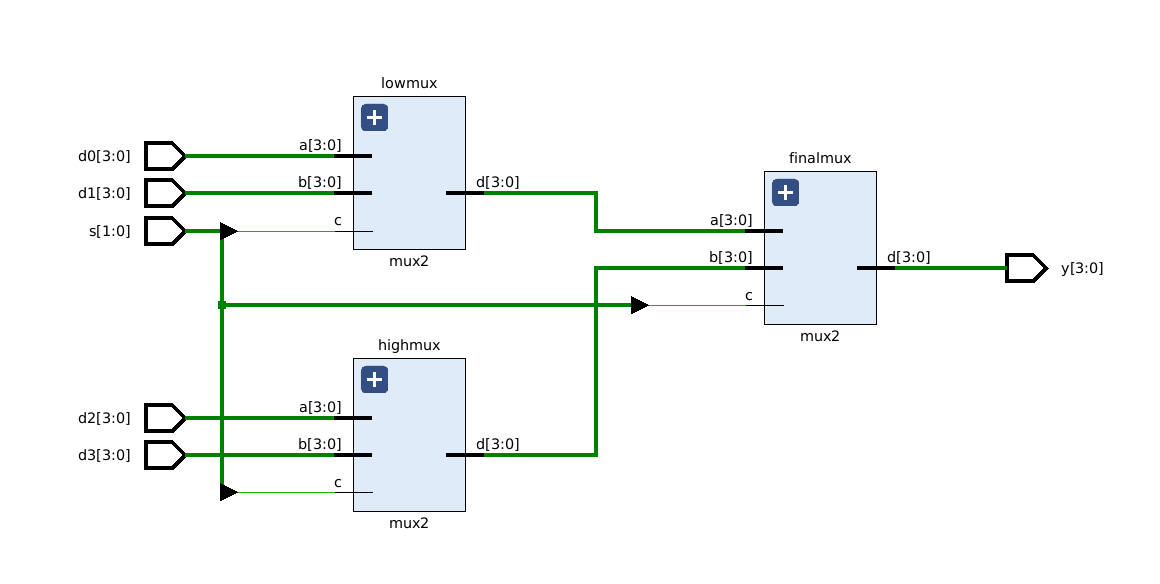 lowmux
d0[3:0]
a[3:0]
d1[3:0]
b[3:0]
d[3:0]
s[1:0]
c
mux2
finalmux
a[3:0]
b[3:0]
d[3:0]
y[3:0]
c
mux2
highmux
d2[3:0]
a[3:0]
d3[3:0]
b[3:0]
d[3:0]
c
mux2